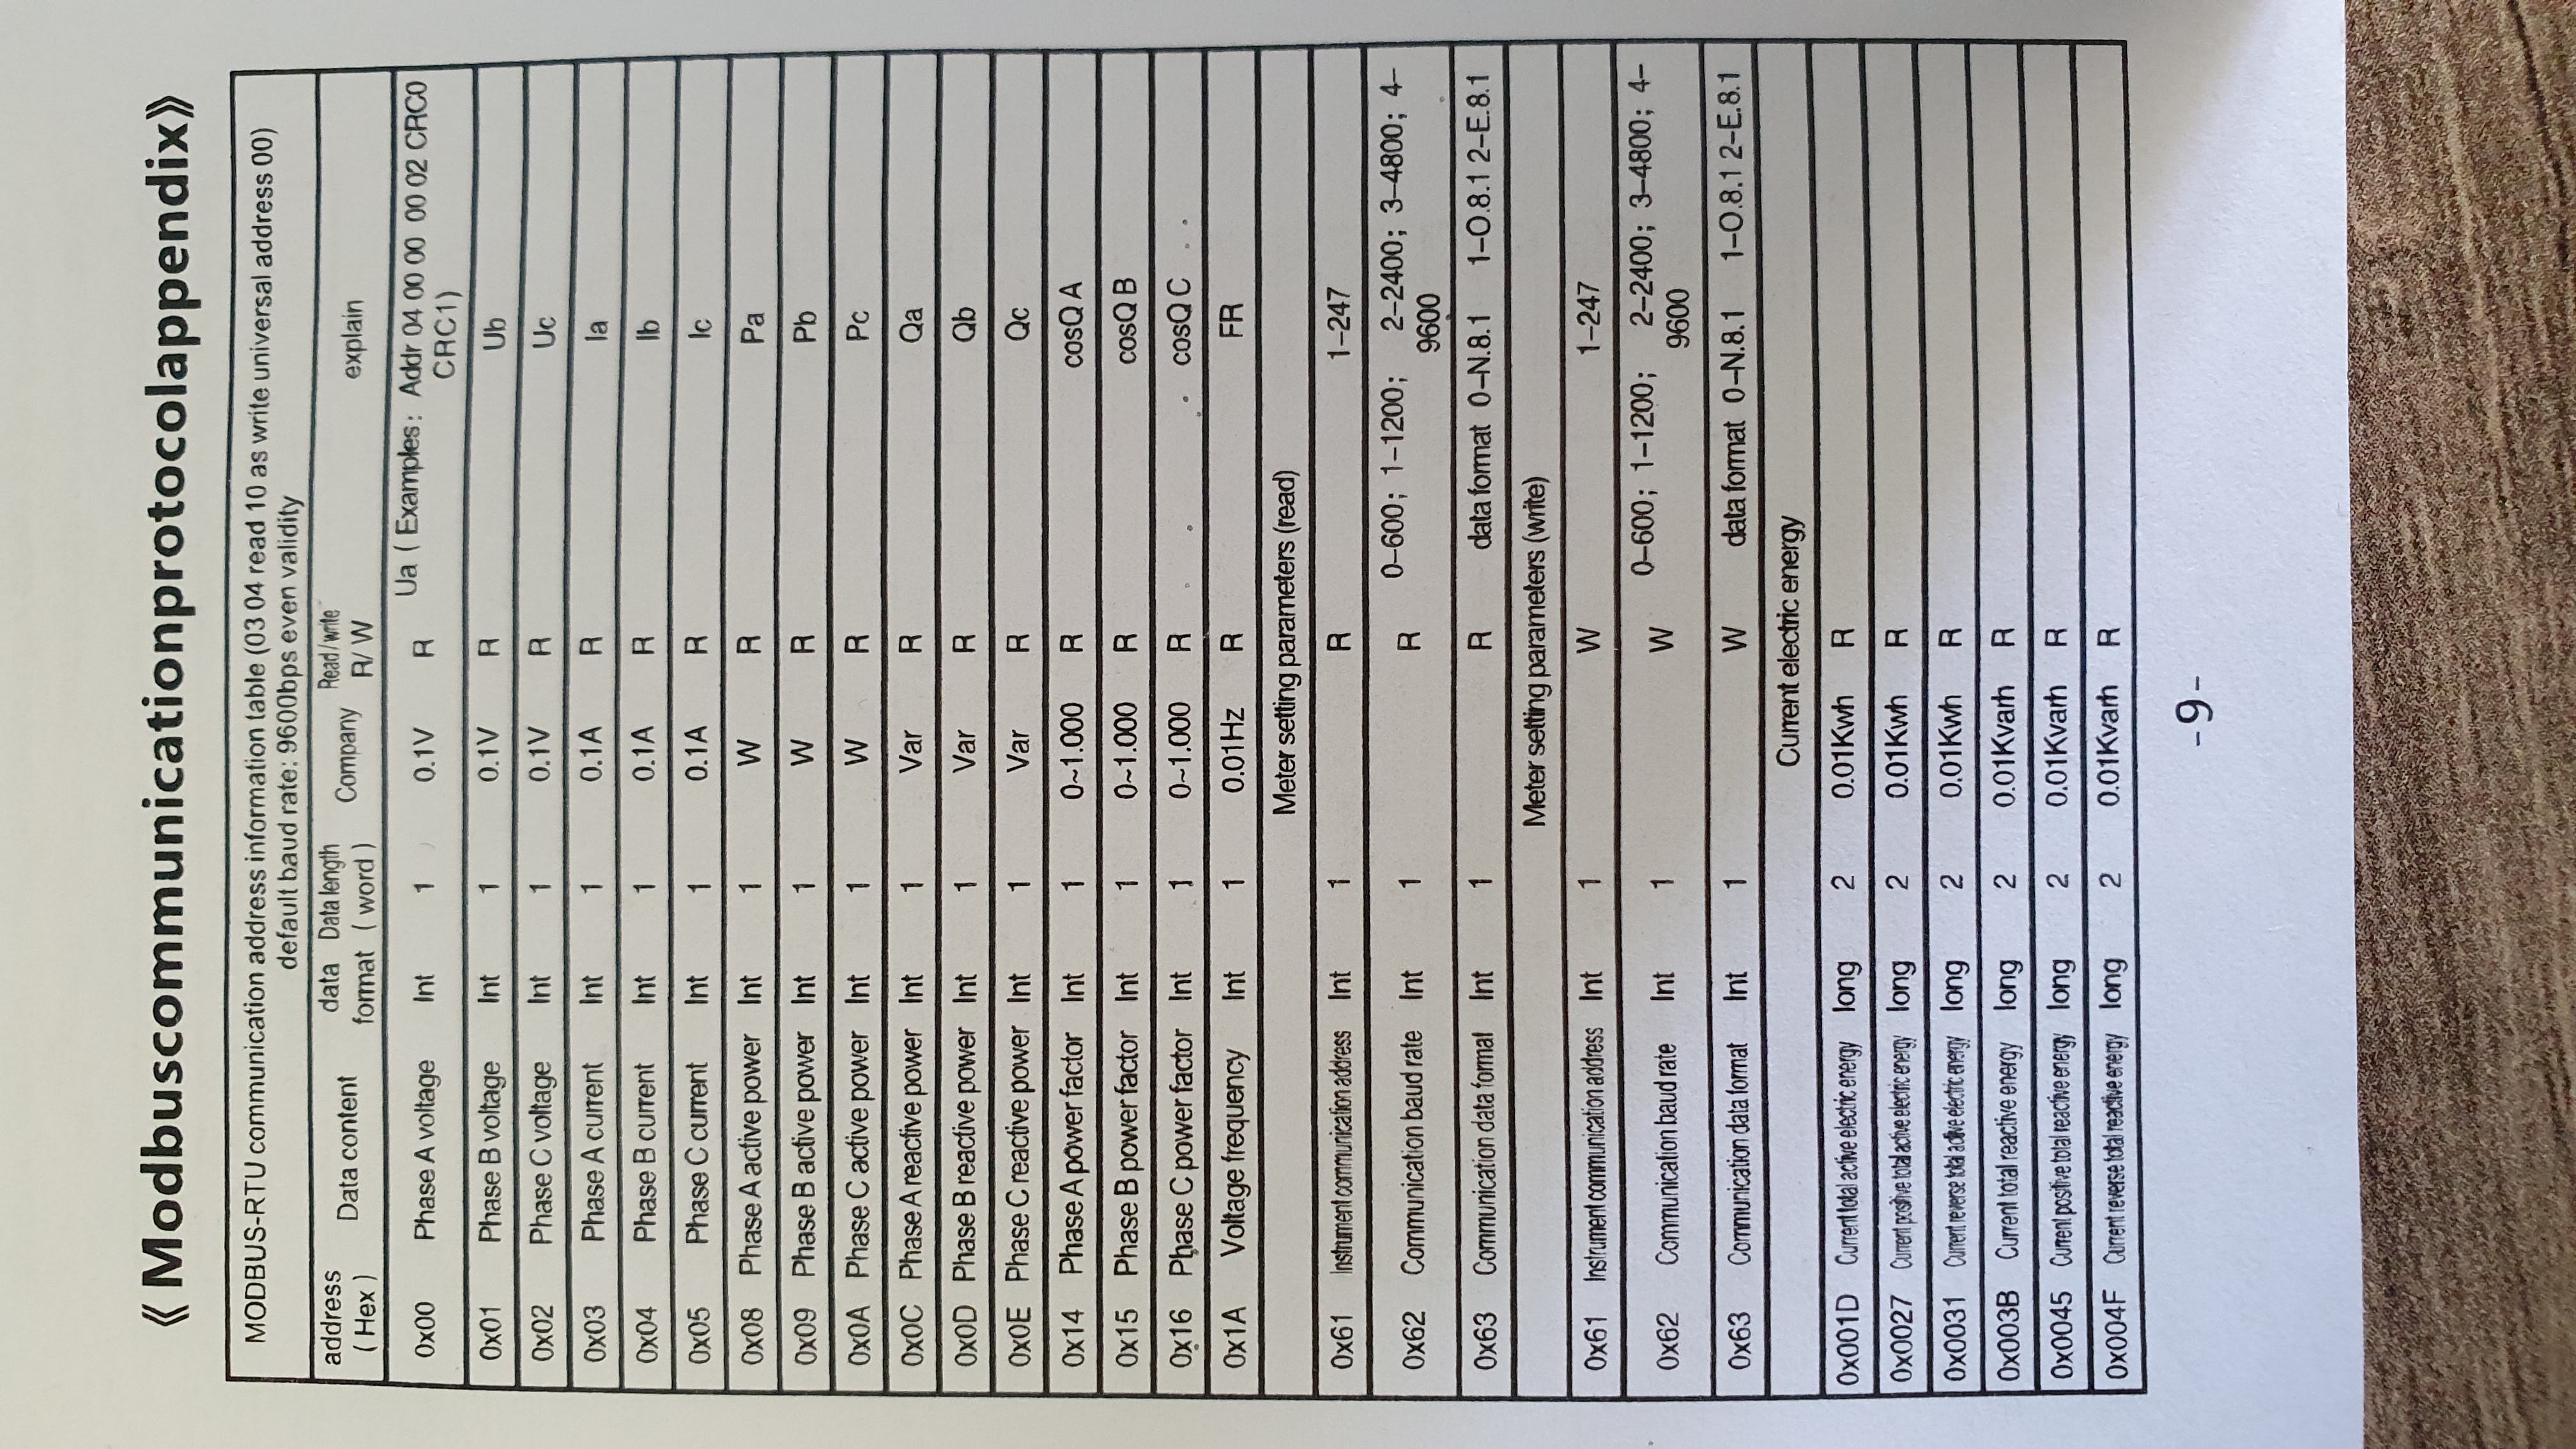 《Modbuscommunicationprotocolappendix》
MODBUS-RTU communication address information table (03 04 read 10 as write universal address 00)
default baud rate: 9600bps even validity
address (Hex) Data content data format Data length (word) Company Read/write R/W explain
0x00 Phase A voltage Int 1 0.1V R Ua ( Examples: Addr 04 00 00 00 02 CRC0 CRC1)
0x01 Phase B voltage Int 1 0.1V R Ub
0x02 Phase C voltage Int 1 0.1V R Uc
0x03 Phase A current Int 1 0.1A R Ia
0x04 Phase B current Int 1 0.1A R Ib
0x05 Phase C current Int 1 0.1A R Ic
0x08 Phase A active power Int 1 W R Pa
0x09 Phase B active power Int 1 W R Pb
0x0A Phase C active power Int 1 W R Pc
0x0C Phase A reactive power Int 1 Var R Qa
0x0D Phase B reactive power Int 1 Var R Qb
0x0E Phase C reactive power Int 1 Var R Qc
0x14 Phase A power factor Int 1 0~1.000 R cosQ A
0x15 Phase B power factor Int 1 0~1.000 R cosQ B
0x16 Phase C power factor Int 1 0~1.000 R cosQ C
0x1A Voltage frequency Int 1 0.01Hz R FR
Meter setting parameters (read)
0x61 Instrument communication address Int 1 R 1–247
0x62 Communication baud rate Int 1 R 0–600; 1–1200; 2–2400; 3–4800; 4–9600
0x63 Communication data format Int 1 R data format 0–N.8.1 1–O.8.1 2–E.8.1
Meter setting parameters (write)
0x61 Instrument communication address Int 1 W 1–247
0x62 Communication baud rate Int 1 W 0–600; 1–1200; 2–2400; 3–4800; 4–9600
0x63 Communication data format Int 1 W data format 0–N.8.1 1–O.8.1 2–E.8.1
Current electric energy
0x001D Current total active electric energy long 2 0.01Kwh R
0x0027 Current positive total active electric energy long 2 0.01Kwh R
0x0031 Current reverse total active electric energy long 2 0.01Kwh R
0x003B Current total reactive energy long 2 0.01Kvarh R
0x0045 Current positive total reactive energy long 2 0.01Kvarh R
0x004F Current reverse total reactive energy long 2 0.01Kvarh R
-9-